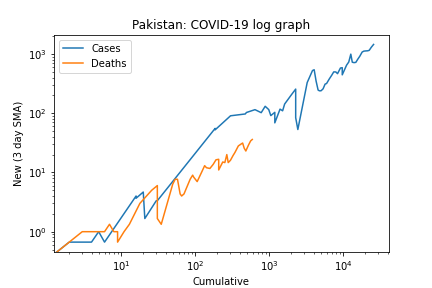 Pakistan: COVID-19 log graph
Cases
Deaths
New (3 day SMA)
10³
10²
10¹
10⁰
10¹
10²
10³
10⁴
Cumulative